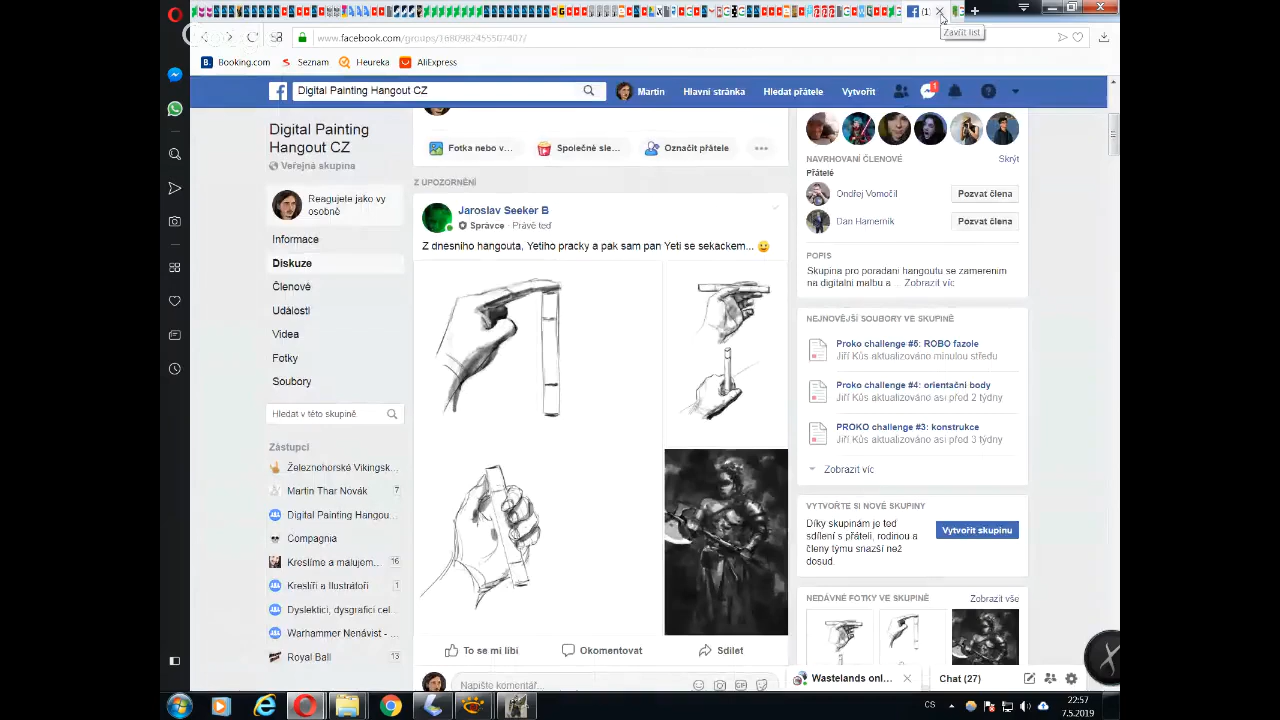 (1)
Zavřít list
www.facebook.com/groups/168098245550740​7/
Booking.com
Seznam
Heureka
AliExpress
Digital Painting Hangout CZ
Martin
Hlavní stránka
Hledat přátele
Vytvořit
1
Digital Painting
Hangout CZ
Veřejná skupina
Reagujete jako vy
osobně
Informace
Diskuze
Členové
Události
Videa
Fotky
Soubory
Hledat v této skupině
Zástupci
Železnohorské Vikingsk...
Martin Thar Novák 7
Digital Painting Hangou...
Compagnia
Kreslímo a malujem... 16
Kreslíři a Ilustrátoři 1
Dyslektici, dysgrafici cel...
Warhammer Nenávist - ...
Royal Ball 13
Fotka nebo v...
Společné sle...
Označit přátele
Z UPOZORNĚNÍ
Jaroslav Seeker B
Správce · Právě teď
Z dnesniho hangouta, Yetiho pracky a pak sam pan Yeti se sekackem...
To se mi líbí
Okomentovat
Sdílet
Napište komentář...
GIF
NAVRHOVANÍ ČLENOVÉ
Skrýt
Přátelé
Ondřej Vomočil
Pozvat člena
Dan Hamerník
Pozvat člena
POPIS
Skupina pro poradani hangoutu se zamerenim
na digitalni malbu a ... Zobrazit víc
NEJNOVĚJŠÍ SOUBORY VE SKUPINĚ
Proko challenge #5: ROBO fazole
Jiří Kůs aktualizováno minulou středu
Proko challenge #4: orientační body
Jiří Kůs aktualizováno asi před 2 týdny
PROKO challenge #3: konstrukce
Jiří Kůs aktualizováno asi před 3 týdny
Zobrazit víc
VYTVOŘTE SI NOVÉ SKUPINY
Díky skupinám je teď
sdílení s přáteli, rodinou a
členy týmu snazší než
dosud.
Vytvořit skupinu
NEDÁVNÉ FOTKY VE SKUPINĚ
Zobrazit vše
Wastelands onl...
Chat (27)
CS
22:57
7.5.2019